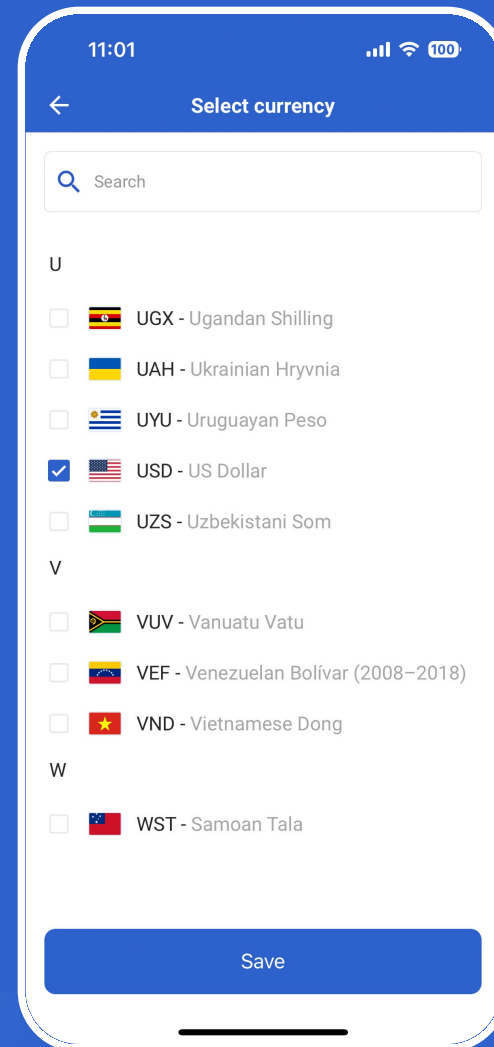 11:01
100
Select currency
Search
U
UGX - Ugandan Shilling
UAH - Ukrainian Hryvnia
UYU - Uruguayan Peso
USD - US Dollar
UZS - Uzbekistani Som
V
VUV - Vanuatu Vatu
VEF - Venezuelan Bolívar (2008–2018)
VND - Vietnamese Dong
W
WST - Samoan Tala
Save